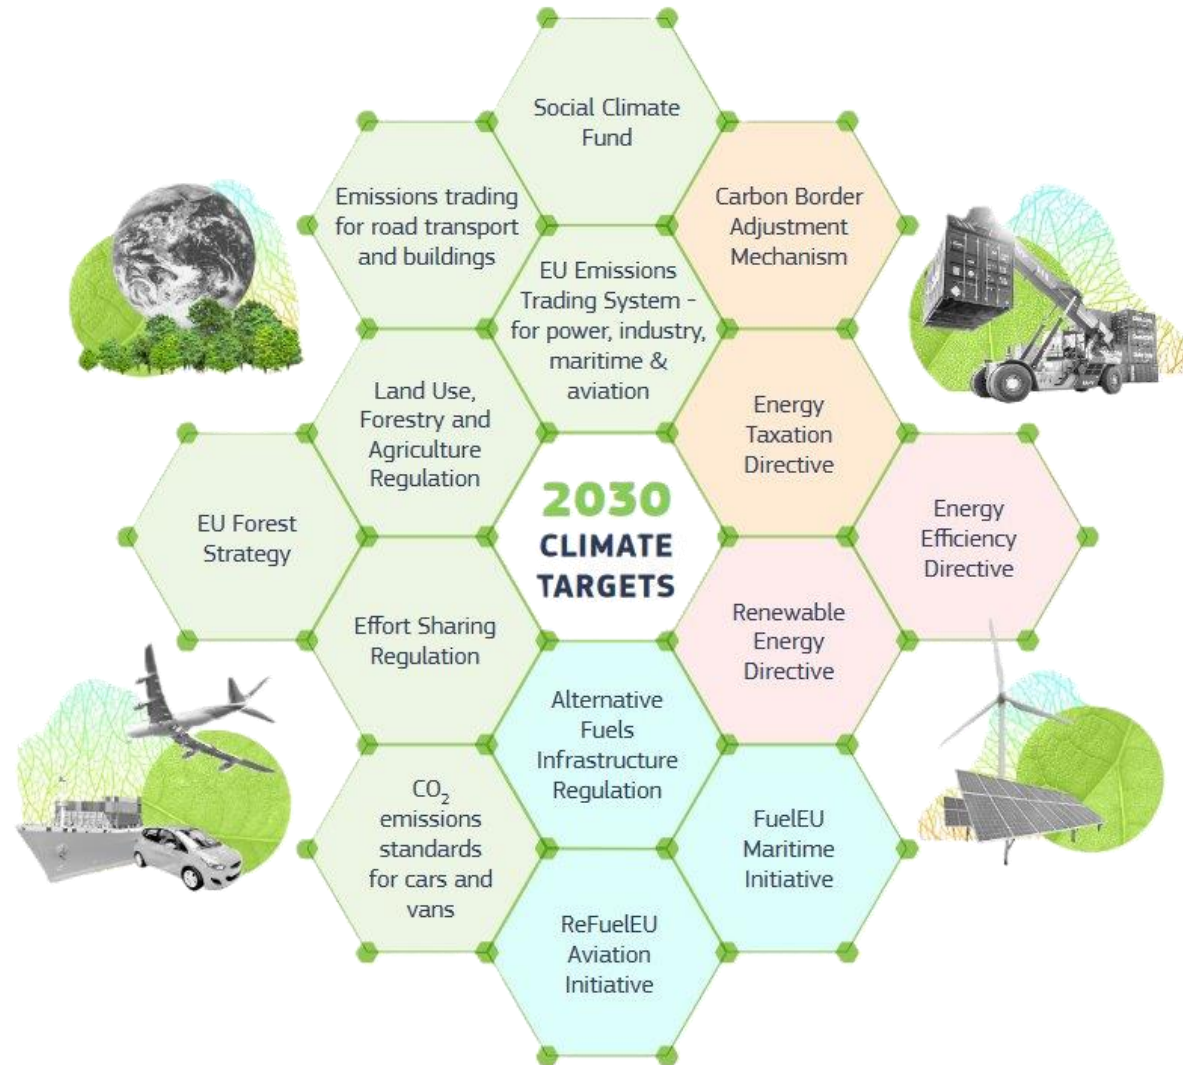 Social Climate
Fund
Emissions trading
for road transport
and buildings
Carbon Border
Adjustment
Mechanism
EU Emissions
Trading System -
for power, industry,
maritime &
aviation
Land Use,
Forestry and
Agriculture
Regulation
Energy
Taxation
Directive
EU Forest
Strategy
2030
CLIMATE
TARGETS
Energy
Efficiency
Directive
Effort Sharing
Regulation
Renewable
Energy
Directive
Alternative
Fuels
Infrastructure
Regulation
CO₂
emissions
standards
for cars and
vans
FuelEU
Maritime
Initiative
ReFuelEU
Aviation
Initiative